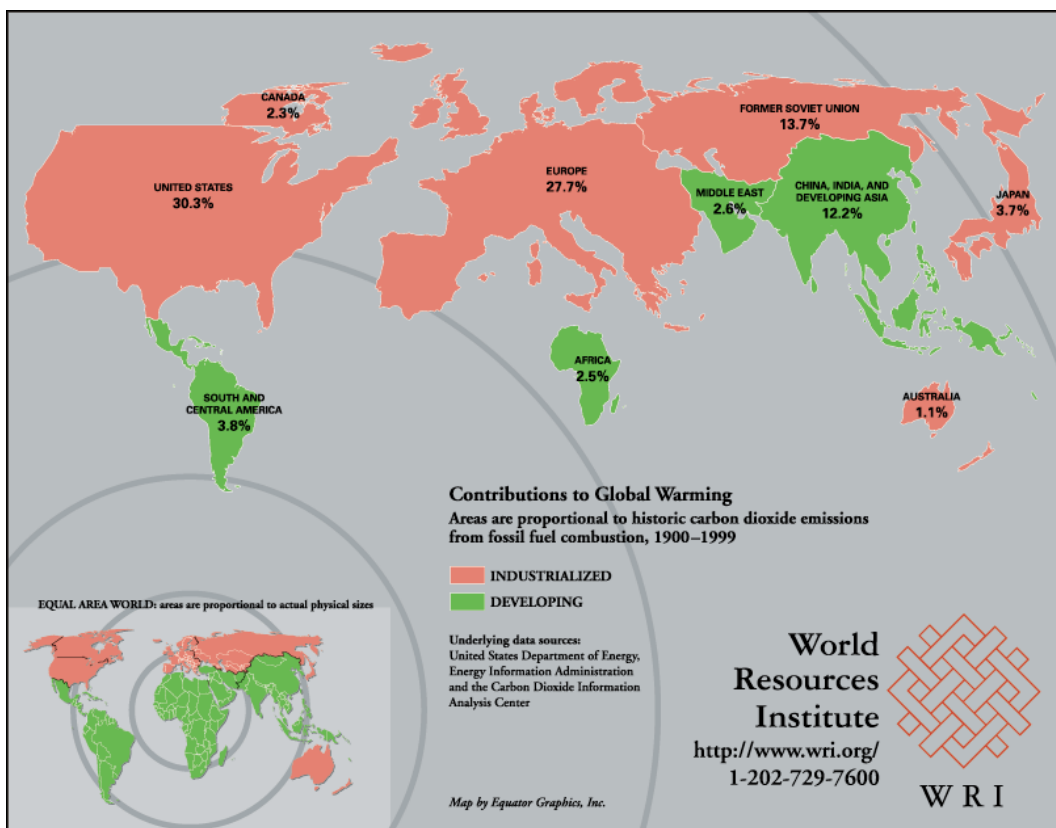 CANADA
2.3%
FORMER SOVIET UNION
13.7%
UNITED STATES
30.3%
EUROPE
27.7%
MIDDLE EAST
2.6%
CHINA, INDIA, AND
DEVELOPING ASIA
12.2%
JAPAN
3.7%
AFRICA
2.5%
SOUTH AND
CENTRAL AMERICA
3.8%
AUSTRALIA
1.1%
Contributions to Global Warming
Areas are proportional to historic carbon dioxide emissions
from fossil fuel combustion, 1900–1999
INDUSTRIALIZED
DEVELOPING
EQUAL AREA WORLD: areas are proportional to actual physical sizes
Underlying data sources:
United States Department of Energy,
Energy Information Administration
and the Carbon Dioxide Information
Analysis Center
Map by Equator Graphics, Inc.
World
Resources
Institute
http://www.wri.org/
1-202-729-7600
W R I